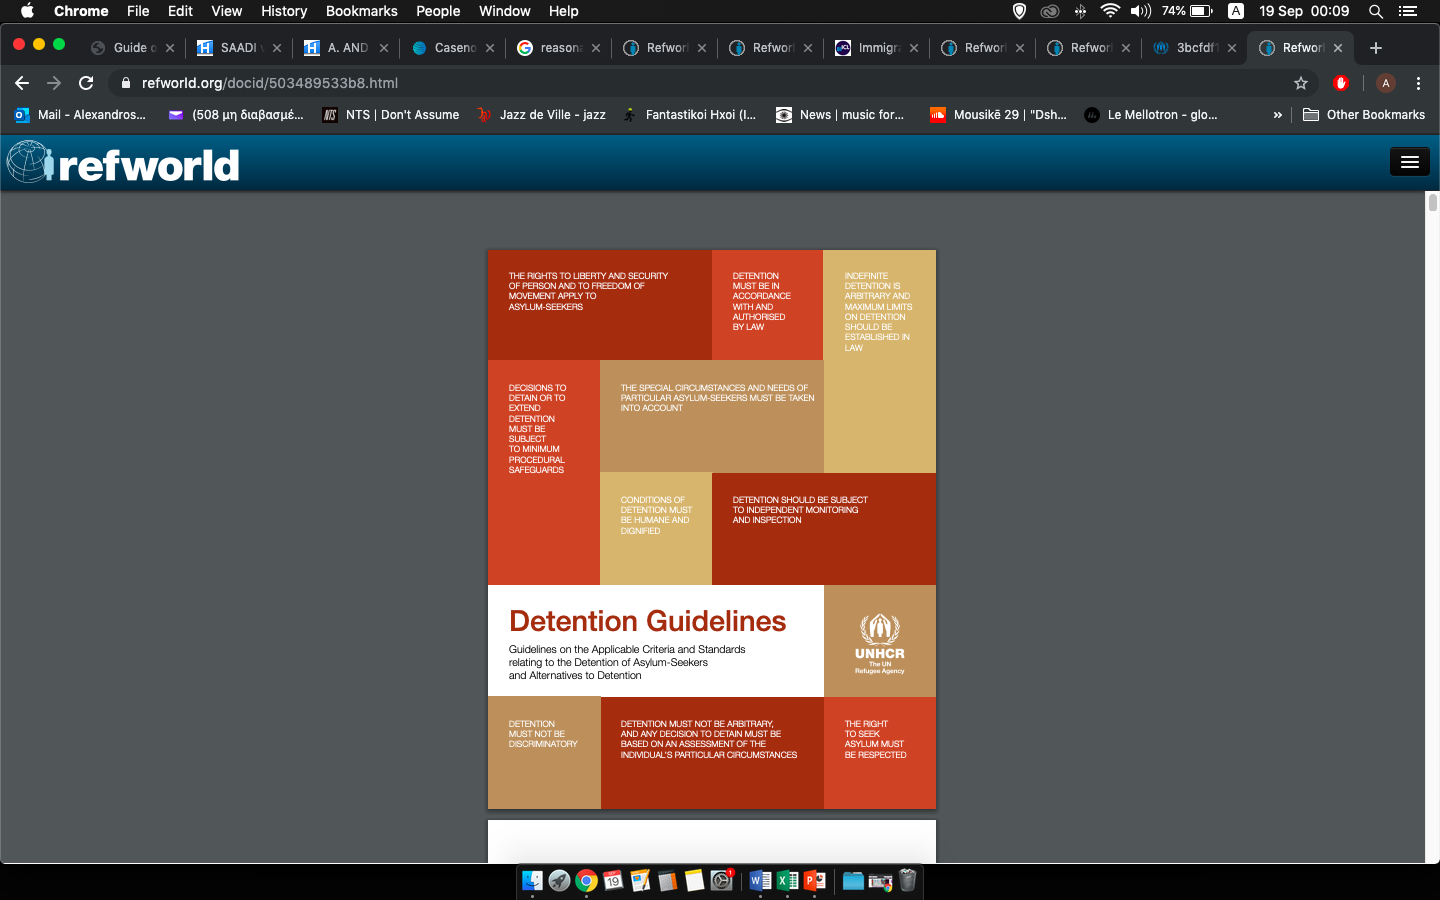 Chrome File Edit View History Bookmarks People Window Help 74% A 19 Sep 00:09
Guide o SAADI v A. AND Caseno reasona Refworl Refworl Immigra Refworl Refworl 3bcfdf1 Refworl
refworld.org/docid/503489533b8.html A
Mail - Alexandros... (508 μη διαβασμέ... NTS | Don't Assume Jazz de Ville - jazz Fantastikoi Hxoi (I... News | music for... Mousikē 29 | "Dsh... Le Mellotron - glo... » Other Bookmarks
refworld
THE RIGHTS TO LIBERTY AND SECURITY
OF PERSON AND TO FREEDOM OF
MOVEMENT APPLY TO
ASYLUM-SEEKERS
DETENTION
MUST BE IN
ACCORDANCE
WITH AND
AUTHORISED
BY LAW
INDEFINITE
DETENTION IS
ARBITRARY AND
MAXIMUM LIMITS
ON DETENTION
SHOULD BE
ESTABLISHED IN
LAW
DECISIONS TO
DETAIN OR TO
EXTEND
DETENTION
MUST BE
SUBJECT
TO MINIMUM
PROCEDURAL
SAFEGUARDS
THE SPECIAL CIRCUMSTANCES AND NEEDS OF
PARTICULAR ASYLUM-SEEKERS MUST BE TAKEN
INTO ACCOUNT
CONDITIONS OF
DETENTION MUST
BE HUMANE AND
DIGNIFIED
DETENTION SHOULD BE SUBJECT
TO INDEPENDENT MONITORING
AND INSPECTION
Detention Guidelines
Guidelines on the Applicable Criteria and Standards
relating to the Detention of Asylum-Seekers
and Alternatives to Detention
UNHCR
The UN
Refugee Agency
DETENTION
MUST NOT BE
DISCRIMINATORY
DETENTION MUST NOT BE ARBITRARY,
AND ANY DECISION TO DETAIN MUST BE
BASED ON AN ASSESSMENT OF THE
INDIVIDUAL'S PARTICULAR CIRCUMSTANCES
THE RIGHT
TO SEEK
ASYLUM MUST
BE RESPECTED
19